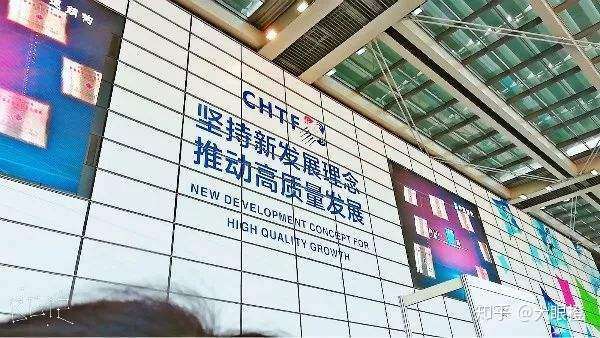 CHTF
坚持新发展理念
推动高质量发展
NEW DEVELOPMENT CONCEPT FOR
HIGH QUALITY GROWTH
知乎 @大眼橙